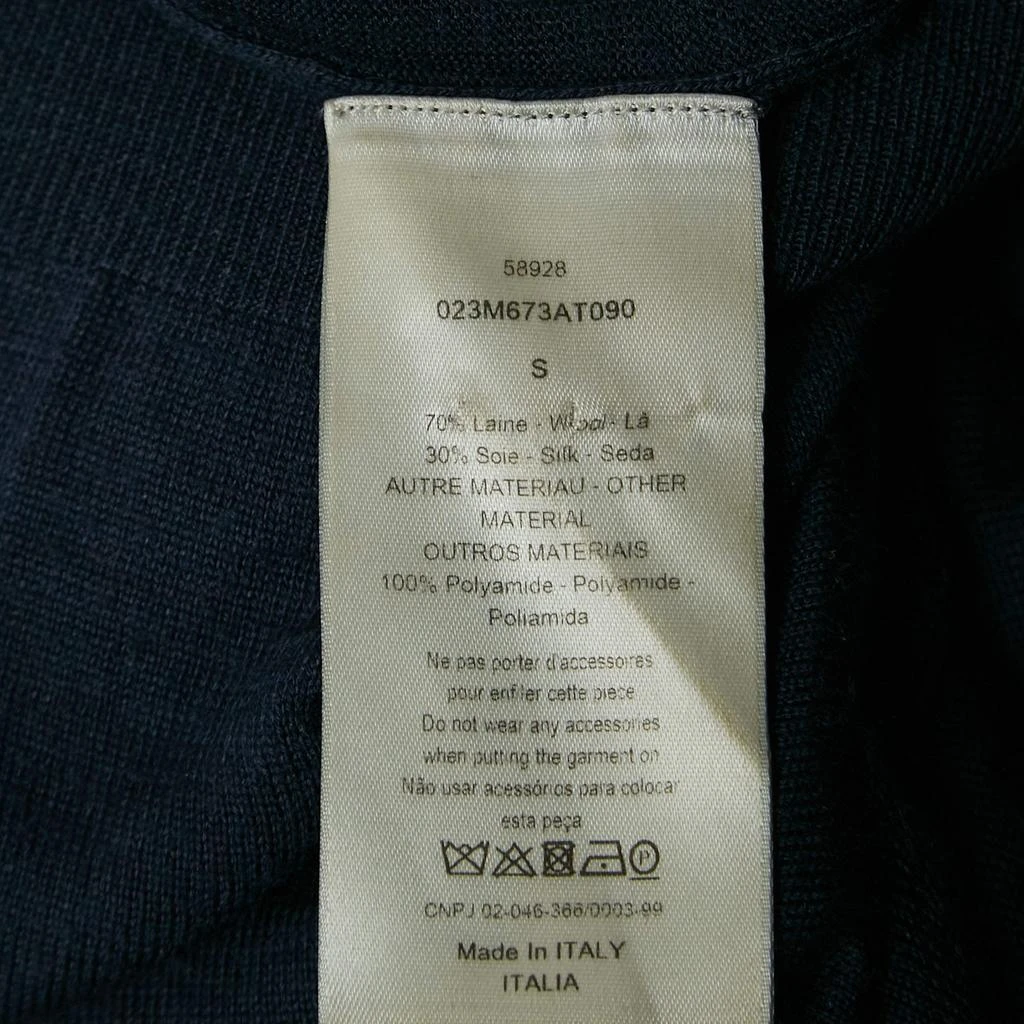 58928
023M673AT090
S
70% Laine - Wool - Lã
30% Soie - Silk - Seda
AUTRE MATERIAU - OTHER
MATERIAL
OUTROS MATERIAIS
100% Polyamide - Polyamide -
Poliamida
Ne pas porter d'accessoires
pour enfiler cette piece
Do not wear any accessories
when putting the garment on
Não usar acessórios para colocar
esta peça
P
CNPJ 02-046-366/0003-99
Made In ITALY
ITALIA